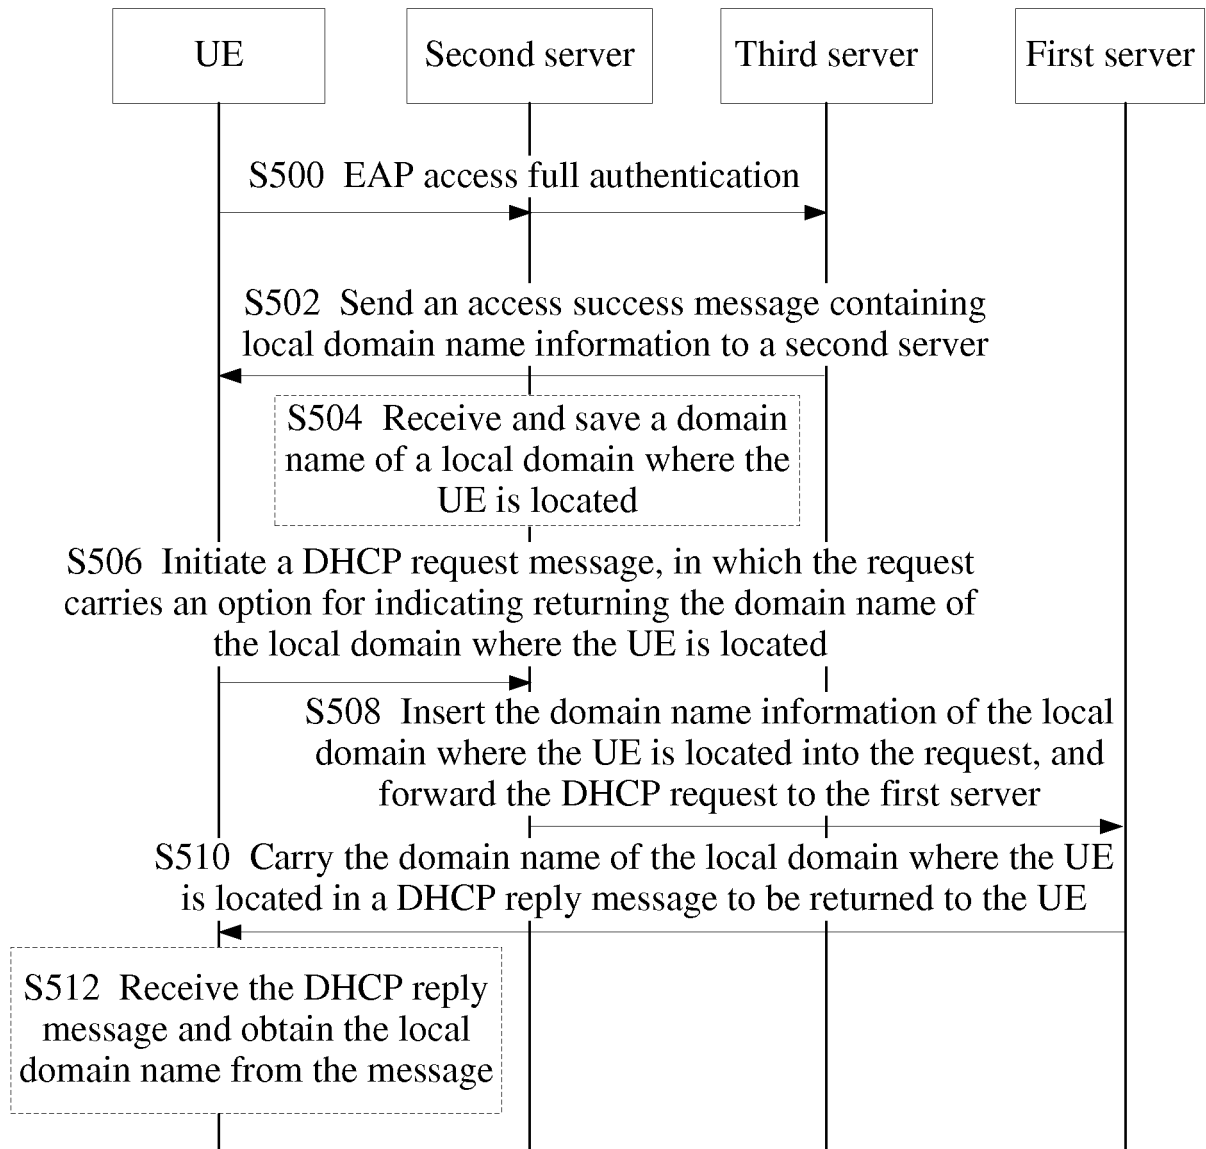 UE
Second server
Third server
First server
S500 EAP access full authentication
S502 Send an access success message containing
local domain name information to a second server
S504 Receive and save a domain
name of a local domain where the
UE is located
S506 Initiate a DHCP request message, in which the request
carries an option for indicating returning the domain name of
the local domain where the UE is located
S508 Insert the domain name information of the local
domain where the UE is located into the request, and
forward the DHCP request to the first server
S510 Carry the domain name of the local domain where the UE
is located in a DHCP reply message to be returned to the UE
S512 Receive the DHCP reply
message and obtain the local
domain name from the message